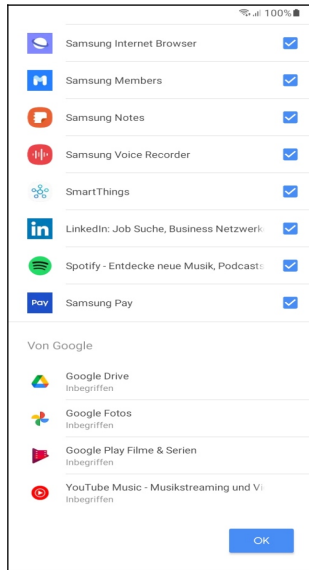 100%
Samsung Internet Browser
Samsung Members
Samsung Notes
Samsung Voice Recorder
SmartThings
in LinkedIn: Job Suche, Business Netzwerk
Spotify - Entdecke neue Musik, Podcasts
Pay Samsung Pay
Von Google
Google Drive
Inbegriffen
Google Fotos
Inbegriffen
Google Play Filme & Serien
Inbegriffen
YouTube Music - Musikstreaming und Vi
Inbegriffen
OK